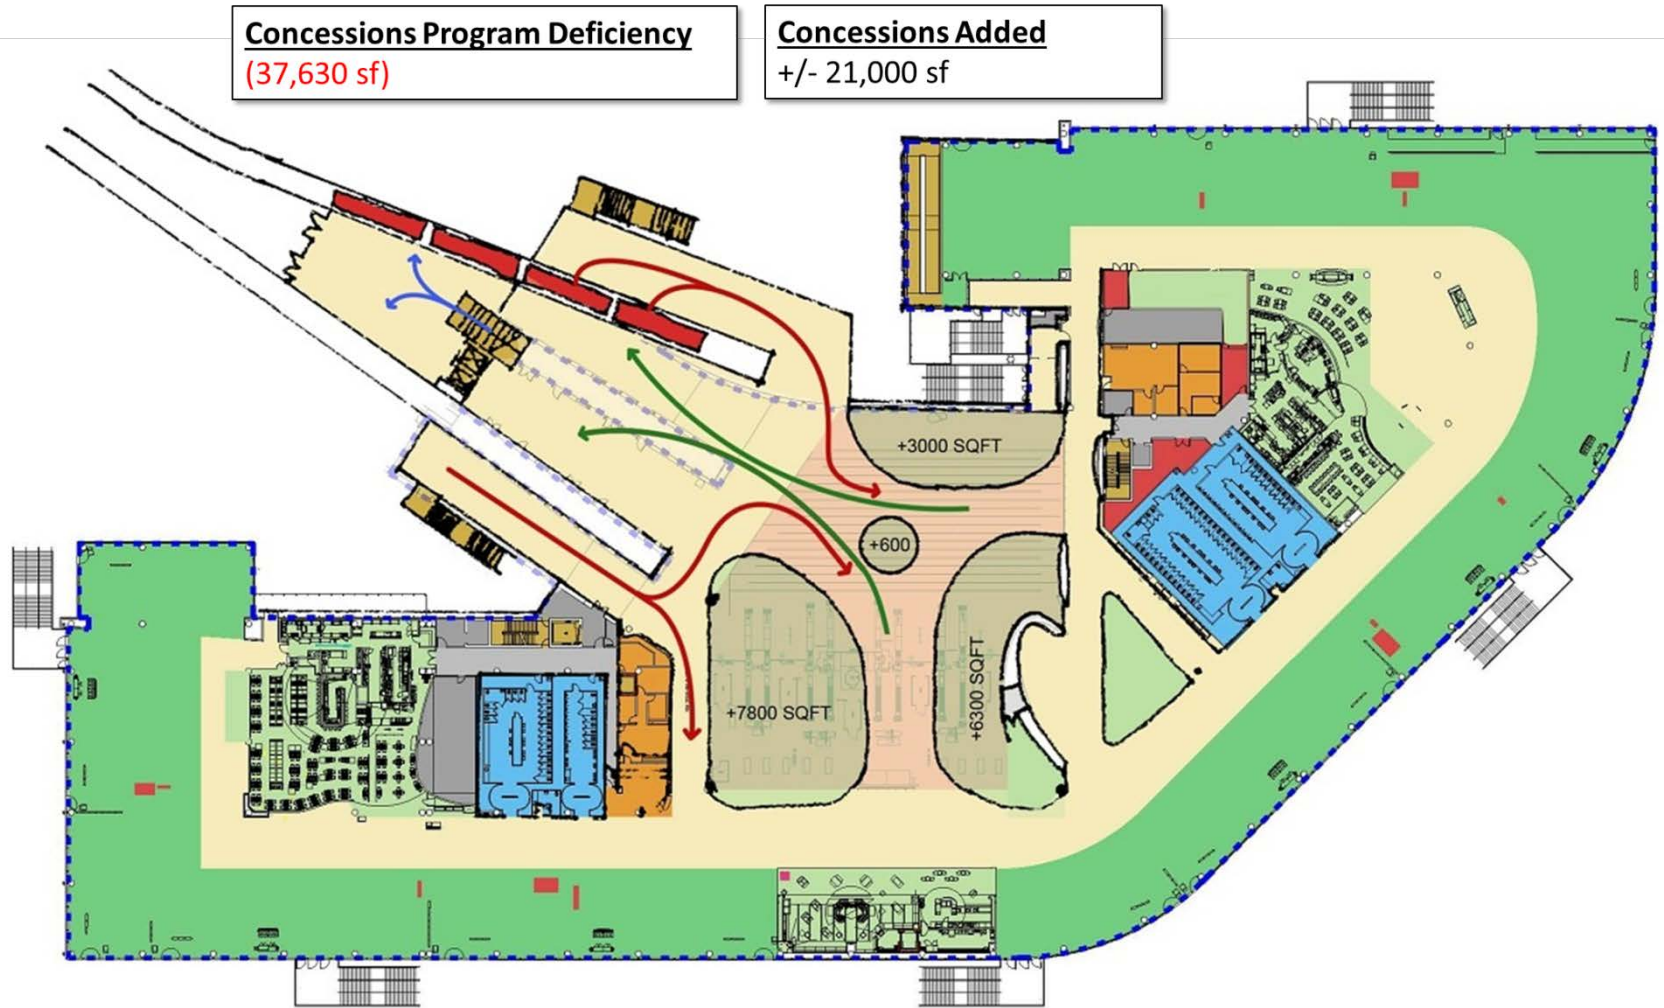 Concessions Program Deficiency
(37,630 sf)
Concessions Added
+/- 21,000 sf
+3000 SQFT
+600
+7800 SQFT
+6300 SQFT